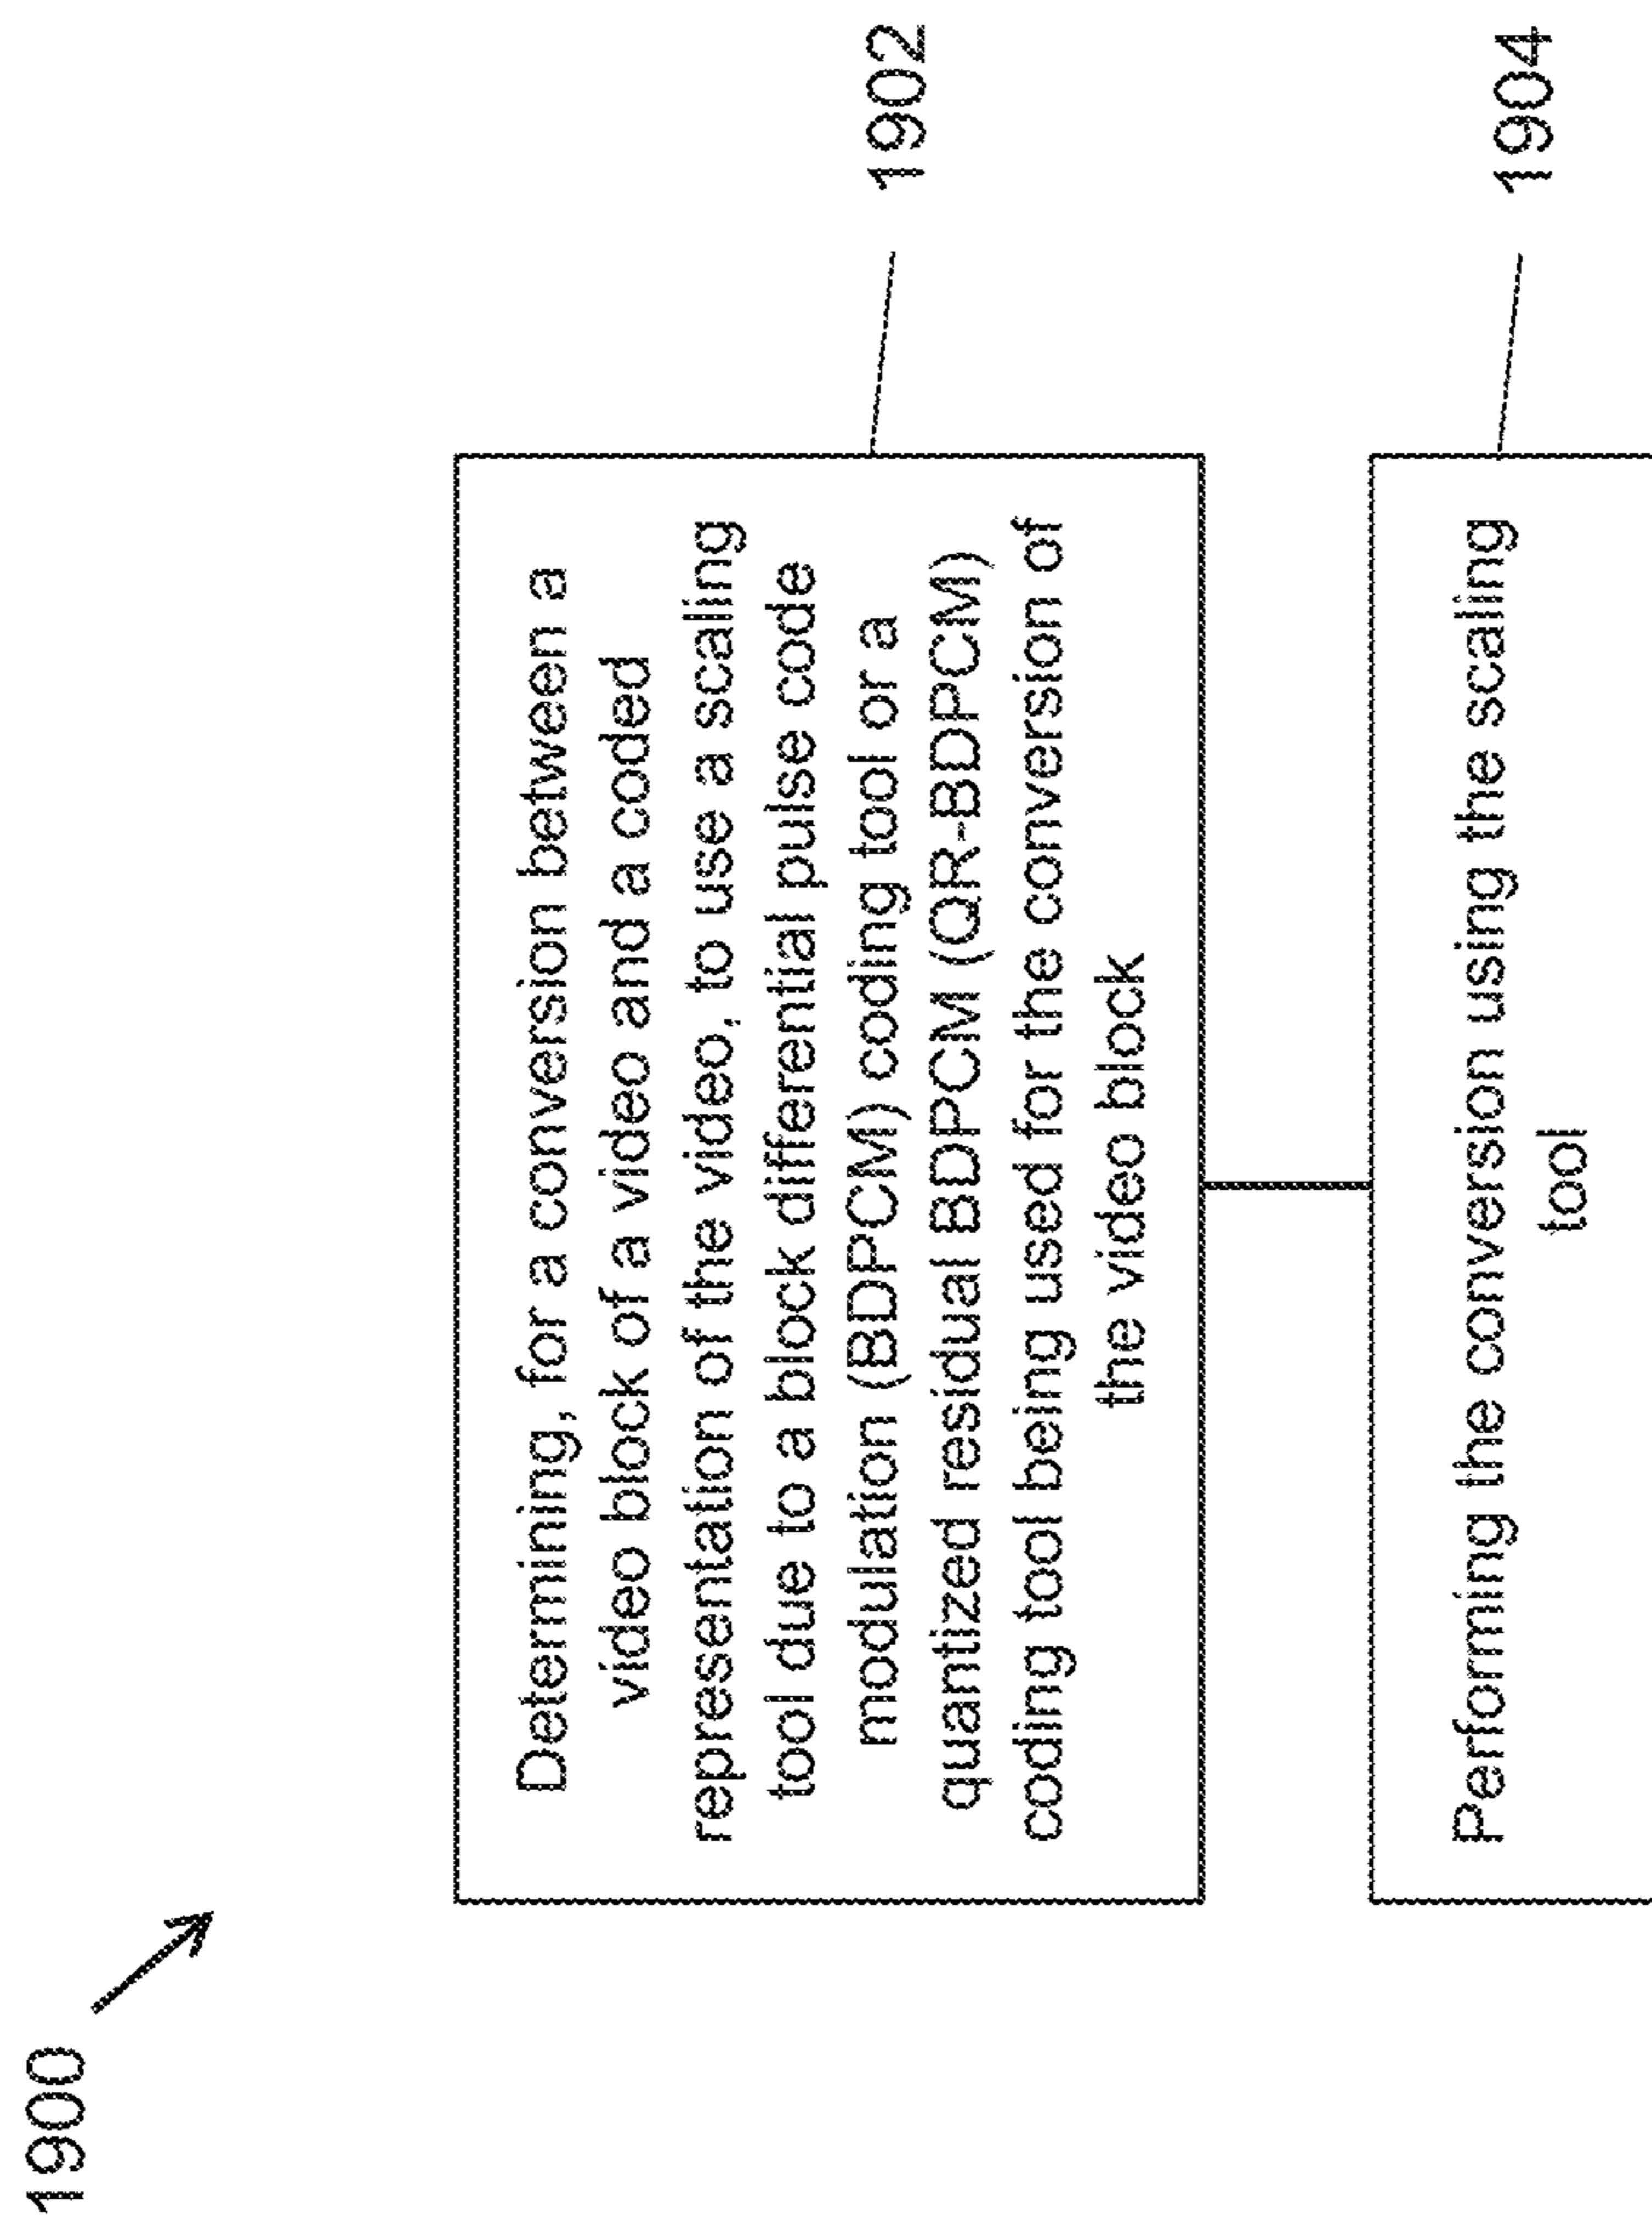 1900
Determining, for a conversion between a
video block of a video and a coded
representation of the video, to use a scaling
tool due to a block differential pulse code
modulation (BDPCM) coding tool or a
quantized residual BDPCM (QR-BDPCM)
coding tool being used for the conversion of
the video block
1902
Performing the conversion using the scaling
tool
1904